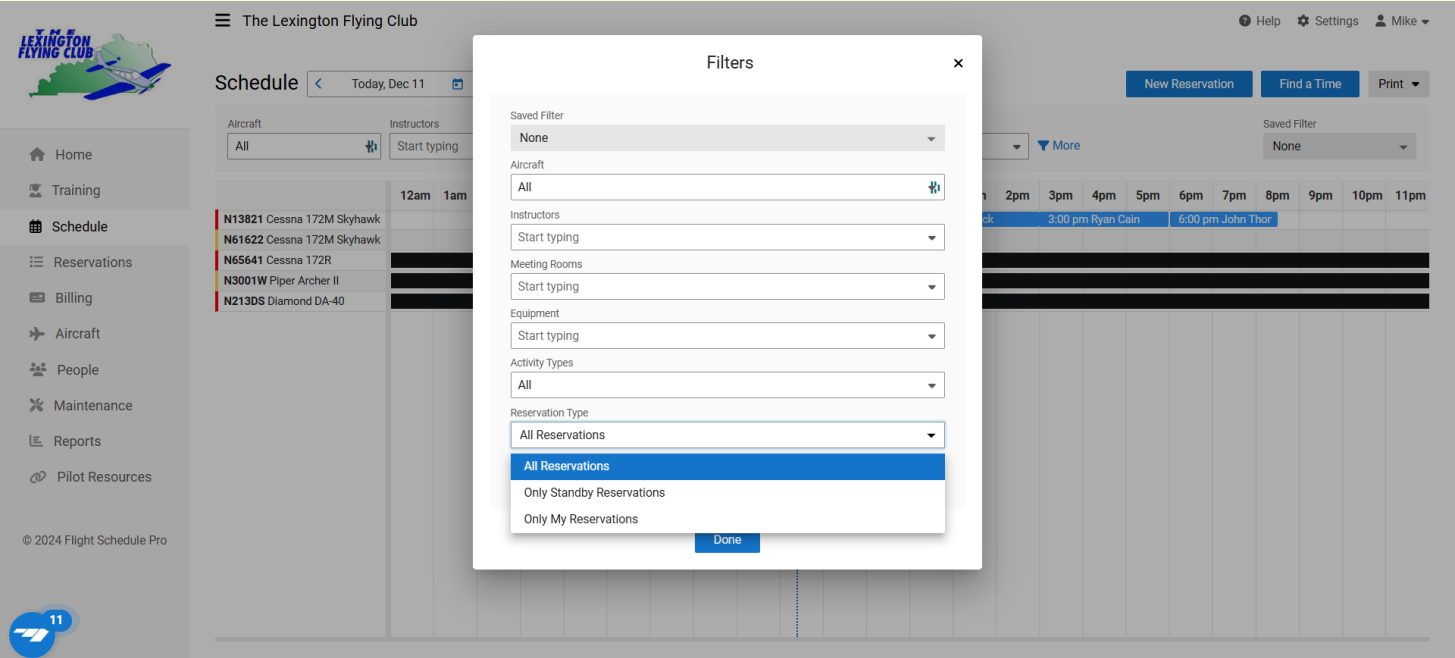 THE
LEXINGTON
FLYING CLUB
The Lexington Flying Club
Help
Settings
Mike
Schedule
Today, Dec 11
New Reservation
Find a Time
Print
Home
Training
Schedule
Reservations
Billing
Aircraft
People
Maintenance
Reports
Pilot Resources
© 2024 Flight Schedule Pro
11
Aircraft
All
Instructors
Start typing
More
Saved Filter
None
12am 1am
2pm 3pm 4pm 5pm 6pm 7pm 8pm 9pm 10pm 11pm
N13821 Cessna 172M Skyhawk
ck
3:00 pm Ryan Cain
6:00 pm John Thor
N61622 Cessna 172M Skyhawk
N65641 Cessna 172R
N3001W Piper Archer II
N213DS Diamond DA-40
Filters
Saved Filter
None
Aircraft
All
Instructors
Start typing
Meeting Rooms
Start typing
Equipment
Start typing
Activity Types
All
Reservation Type
All Reservations
All Reservations
Only Standby Reservations
Only My Reservations
Done